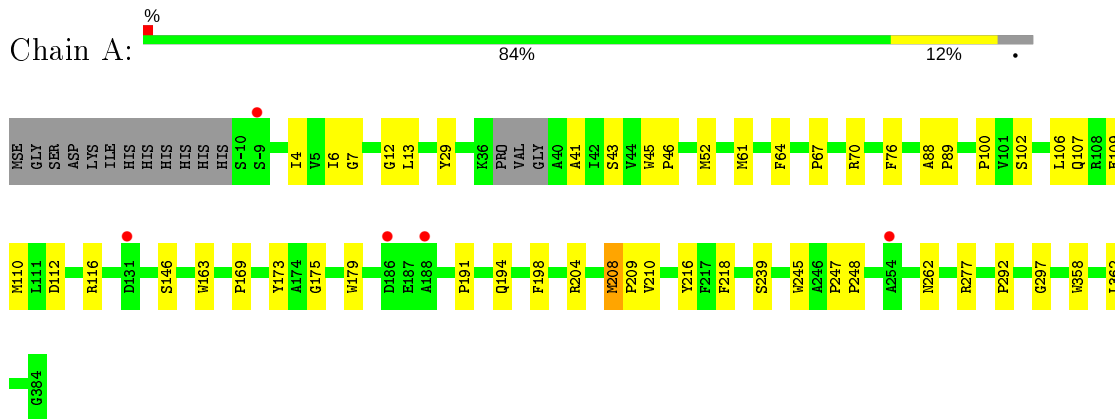 %
Chain A:
84% 12% •
MSE GLY SER ASP LYS ILE HIS HIS HIS HIS HIS HIS S-10 S-9 I4 V5 I6 G7 G12 L13 Y29 K36 PRO VAL GLY A40 A41 I42 S43 V44 W45 P46 M52 M61 F64 P67 R70 F76 A88 P89 P100 V101 S102 L106 Q107 R108
M110 L111 D112 R116 D131 S146 W163 P169 Y173 A174 G175 W179 D186 E187 A188 P191 Q194 F198 R204 M208 P209 V210 Y216 F217 F218 S239 W245 A246 P247 P248 A254 N262 R277 P292 G297 W358
G384